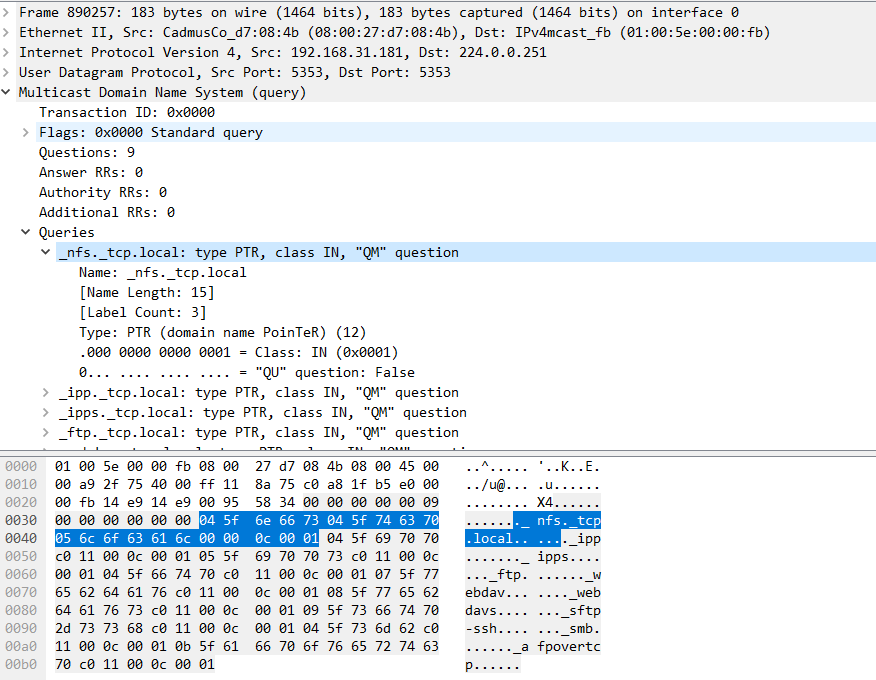 Frame 890257: 183 bytes on wire (1464 bits), 183 bytes captured (1464 bits) on interface 0
Ethernet II, Src: CadmusCo_d7:08:4b (08:00:27:d7:08:4b), Dst: IPv4mcast_fb (01:00:5e:00:00:fb)
Internet Protocol Version 4, Src: 192.168.31.181, Dst: 224.0.0.251
User Datagram Protocol, Src Port: 5353, Dst Port: 5353
Multicast Domain Name System (query)
Transaction ID: 0x0000
Flags: 0x0000 Standard query
Questions: 9
Answer RRs: 0
Authority RRs: 0
Additional RRs: 0
Queries
_nfs._tcp.local: type PTR, class IN, "QM" question
Name: _nfs._tcp.local
[Name Length: 15]
[Label Count: 3]
Type: PTR (domain name PoinTeR) (12)
.000 0000 0000 0001 = Class: IN (0x0001)
0... .... .... .... = "QU" question: False
_ipp._tcp.local: type PTR, class IN, "QM" question
_ipps._tcp.local: type PTR, class IN, "QM" question
_ftp._tcp.local: type PTR, class IN, "QM" question
0000 01 00 5e 00 00 fb 08 00 27 d7 08 4b 08 00 45 00 ..^..... '..K..E.
0010 00 a9 2f 75 40 00 ff 11 8a 75 c0 a8 1f b5 e0 00 ../u@... .u......
0020 00 fb 14 e9 14 e9 00 95 58 34 00 00 00 00 00 09 ........ X4......
0030 00 00 00 00 00 00 04 5f 6e 66 73 04 5f 74 63 70 ......._ nfs._tcp
0040 05 6c 6f 63 61 6c 00 00 0c 00 01 04 5f 69 70 70 .local.. ...._ipp
0050 c0 11 00 0c 00 01 05 5f 69 70 70 73 c0 11 00 0c ......._ ipps....
0060 00 01 04 5f 66 74 70 c0 11 00 0c 00 01 07 5f 77 ..._ftp. ......_w
0070 65 62 64 61 76 c0 11 00 0c 00 01 08 5f 77 65 62 ebdav... ...._web
0080 64 61 76 73 c0 11 00 0c 00 01 09 5f 73 66 74 70 davs.... ..._sftp
0090 2d 73 73 68 c0 11 00 0c 00 01 04 5f 73 6d 62 c0 -ssh.... ..._smb.
00a0 11 00 0c 00 01 0b 5f 61 66 70 6f 76 65 72 74 63 ......_a fpovertc
00b0 70 c0 11 00 0c 00 01 p......